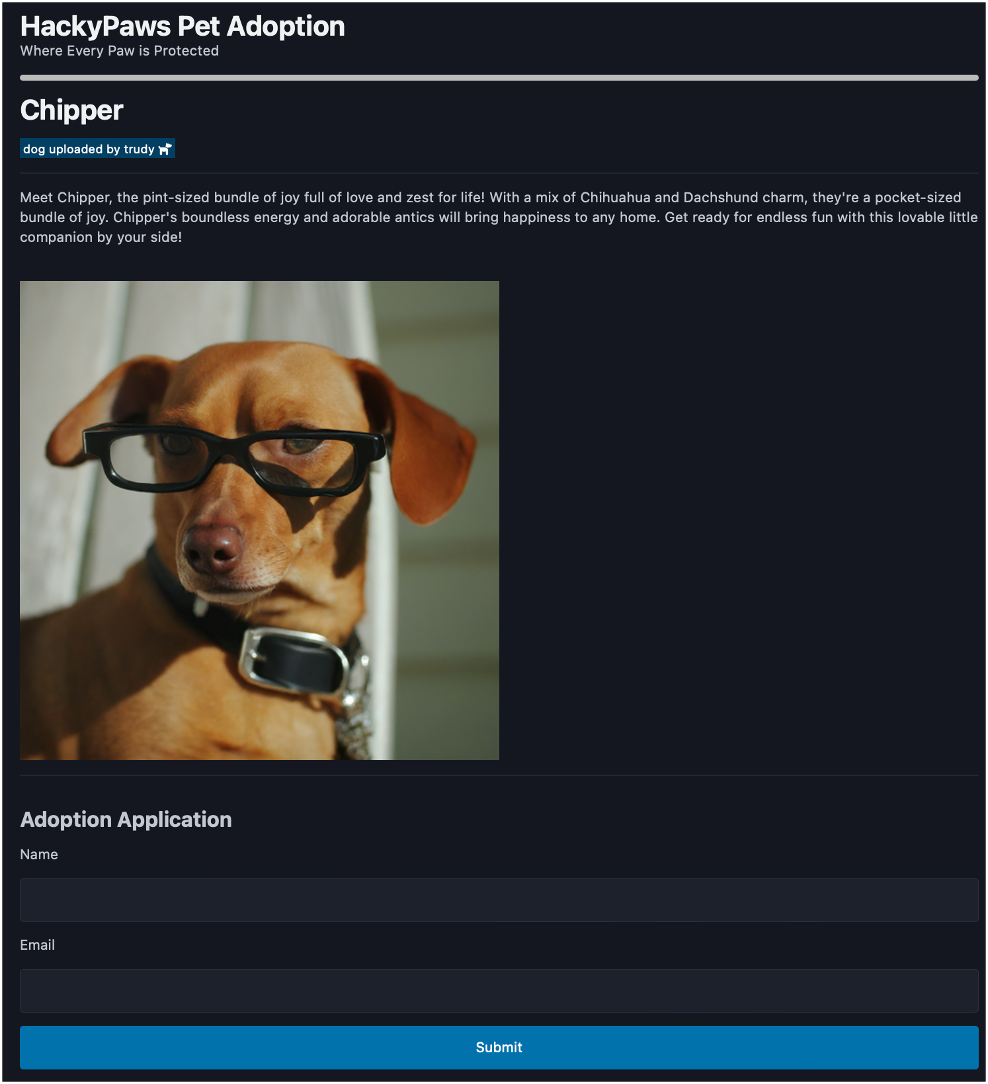 HackyPaws Pet Adoption
Where Every Paw is Protected
Chipper
dog uploaded by trudy
Meet Chipper, the pint-sized bundle of joy full of love and zest for life! With a mix of Chihuahua and Dachshund charm, they're a pocket-sized
bundle of joy. Chipper's boundless energy and adorable antics will bring happiness to any home. Get ready for endless fun with this lovable little
companion by your side!
Adoption Application
Name
Email
Submit